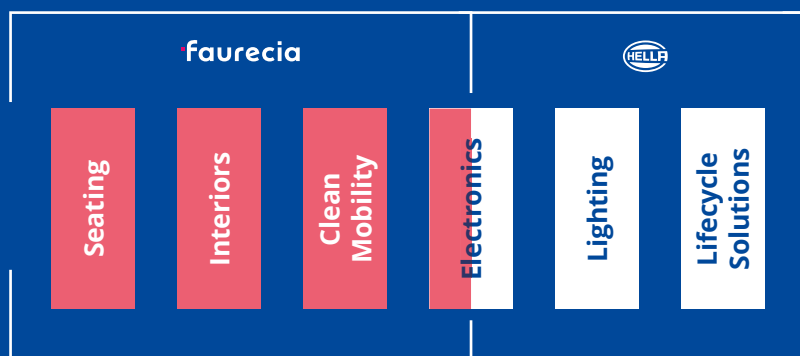 faurecia
HELLA
Seating
Interiors
Clean
Mobility
Electronics
Lighting
Lifecycle
Solutions